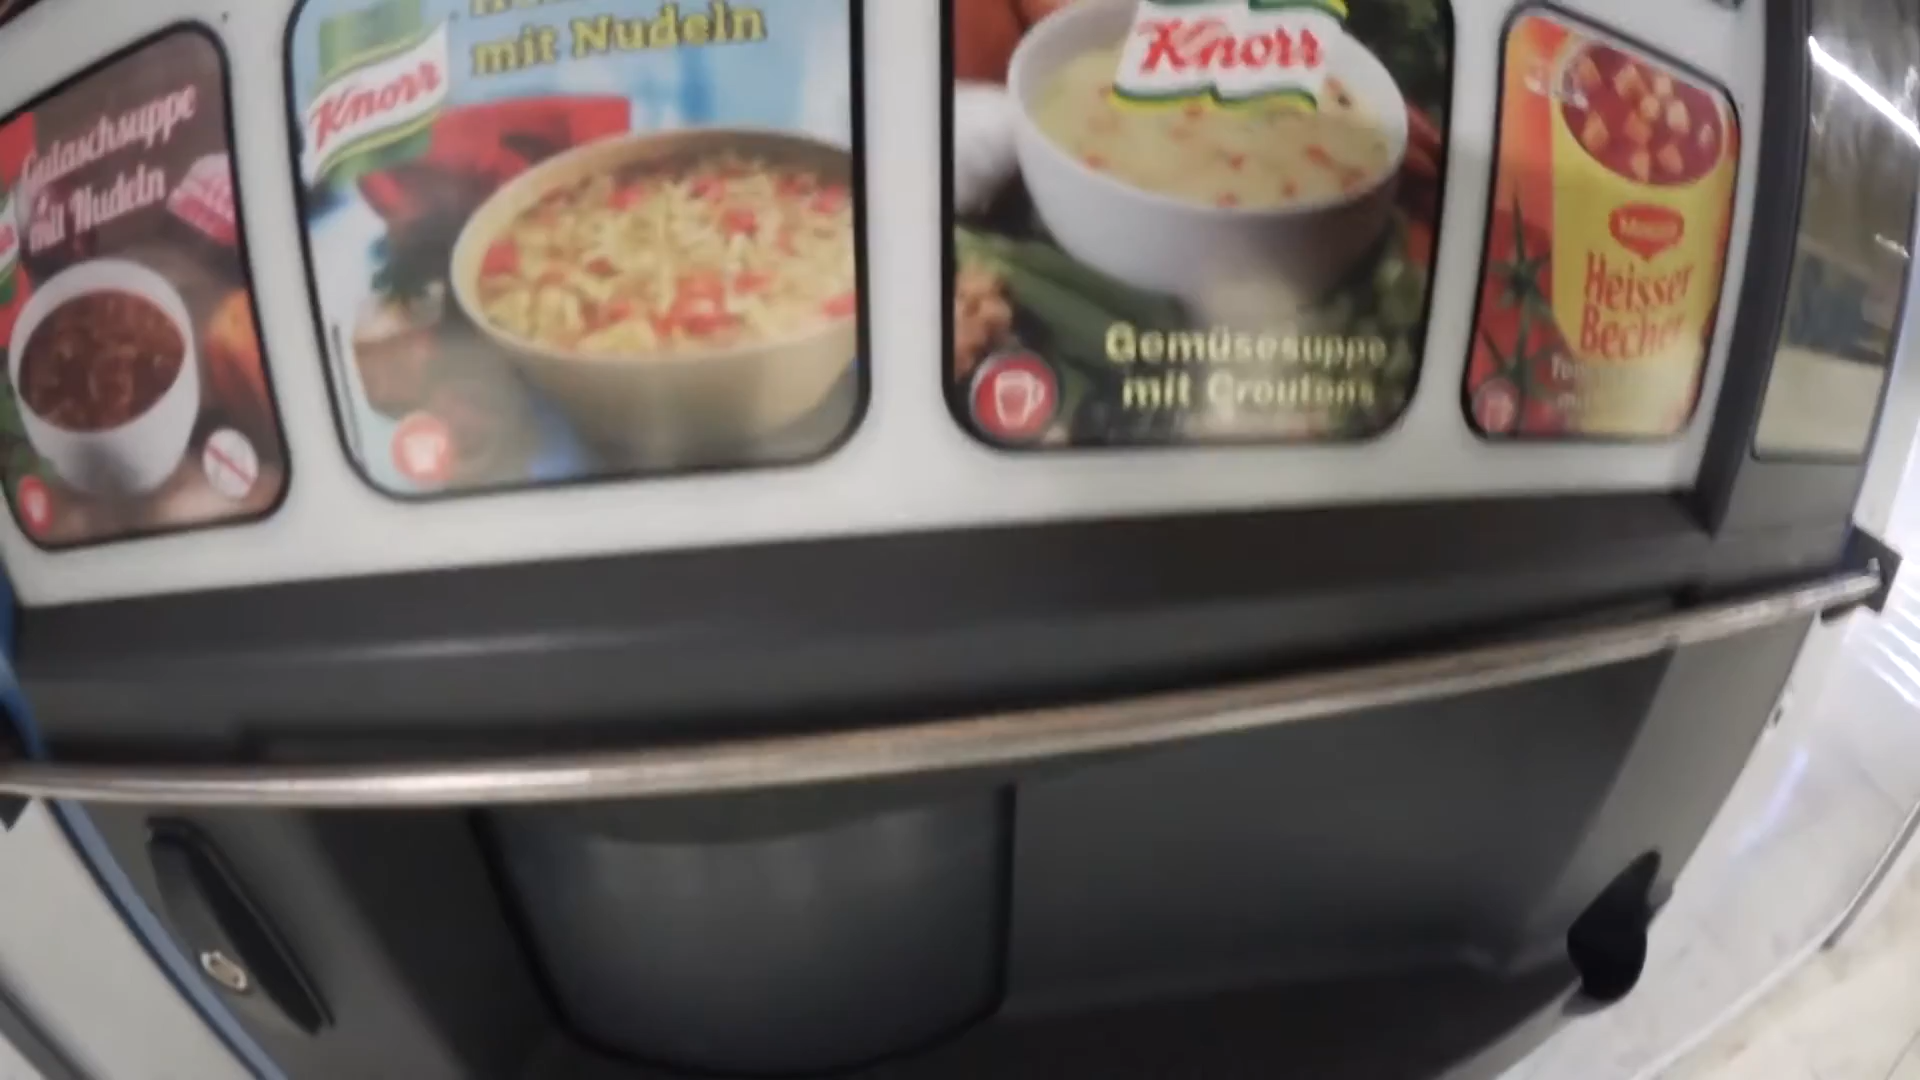 Gulaschsuppe
mit Nudeln
Knorr
mit Nudeln
Knorr
Gemüsesuppe
mit Croutons
Maggi
Heisser
Becher